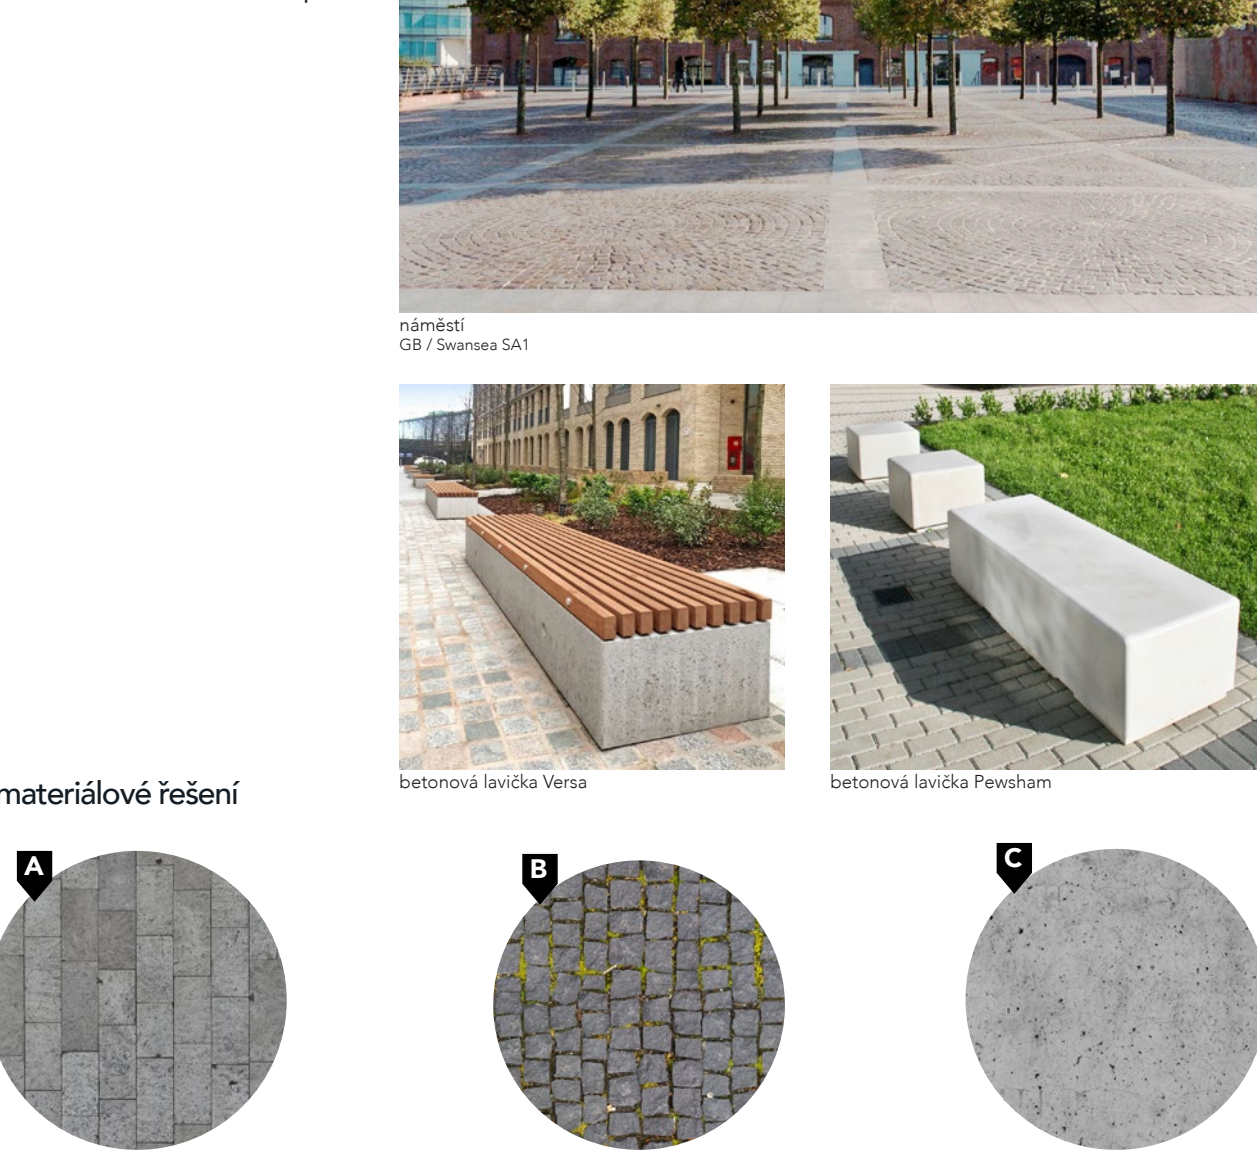 náměstí
GB / Swansea SA1
betonová lavička Versa
betonová lavička Pewsham
materiálové řešení
A
B
C